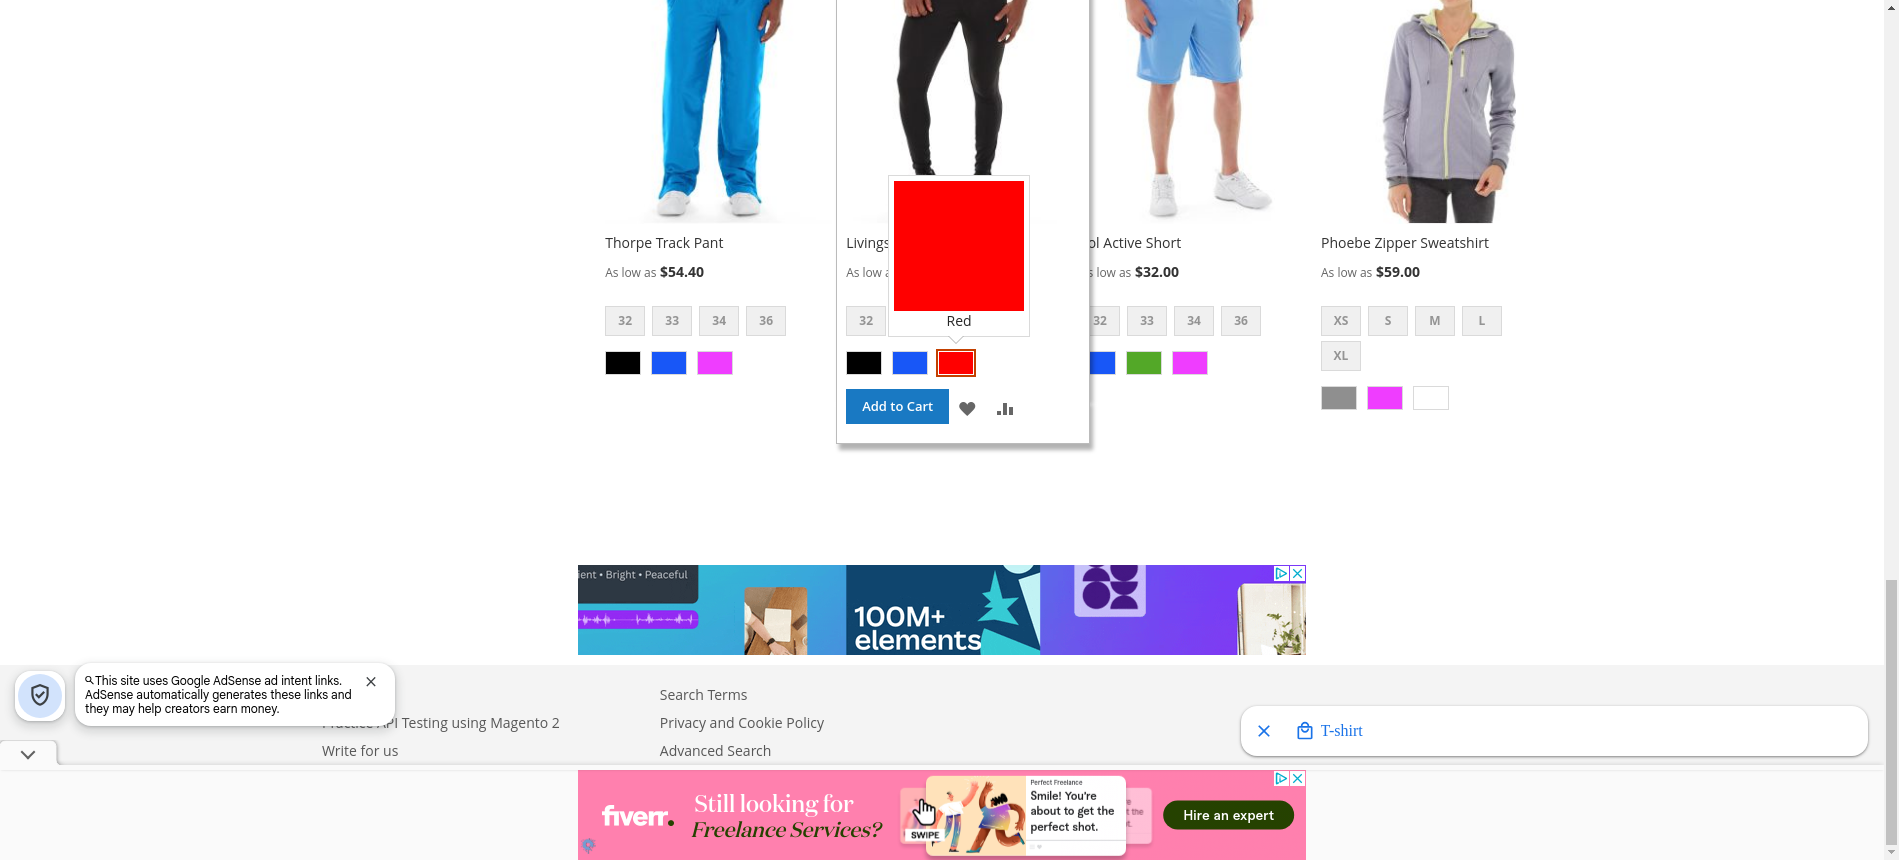 Thorpe Track Pant
As low as $54.40
32 33 34 36
Livings
As low a
32
Red
Add to Cart
ol Active Short
s low as $32.00
32 33 34 36
Phoebe Zipper Sweatshirt
As low as $59.00
XS S M L
XL
ient • Bright • Peaceful
100M+
elements
This site uses Google AdSense ad intent links.
AdSense automatically generates these links and
they may help creators earn money.
Practice API Testing using Magento 2
Write for us
Search Terms
Privacy and Cookie Policy
Advanced Search
T-shirt
fiverr.
Still looking for
Freelance Services?
SWIPE
Perfect Freelance
Smile! You're
about to get the
perfect shot.
Hire an expert